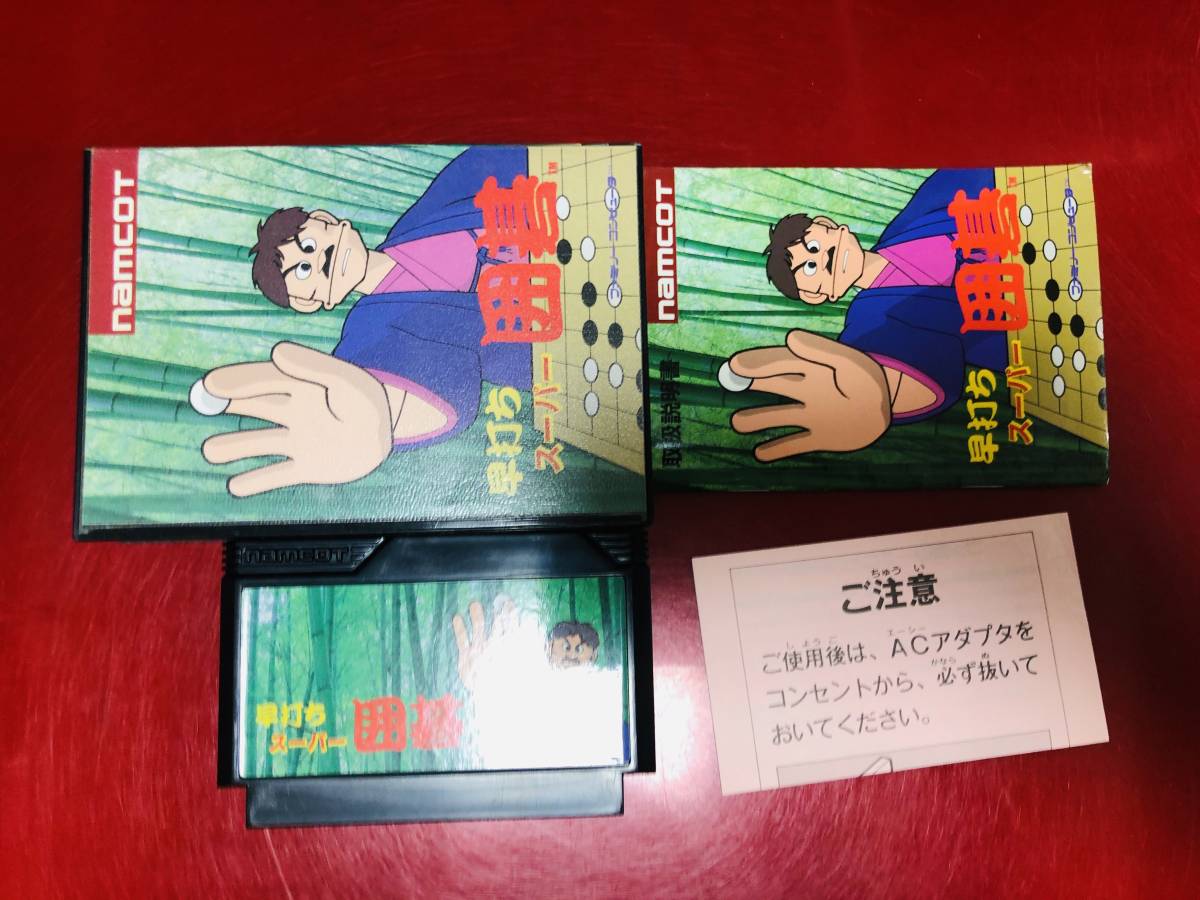 namcot
早打ち
スーパー
囲碁
TM
ファミリーコンピュータ
namcot
取扱説明書
早打ち
スーパー
囲碁
TM
ファミリーコンピュータ
namcot
早打ち
スーパー
囲碁
ちゅう い
ご注意
しようご エーシー
ご使用後は、ACアダプタを
かなら ぬ
コンセントから、必ず抜いて
おいてください。